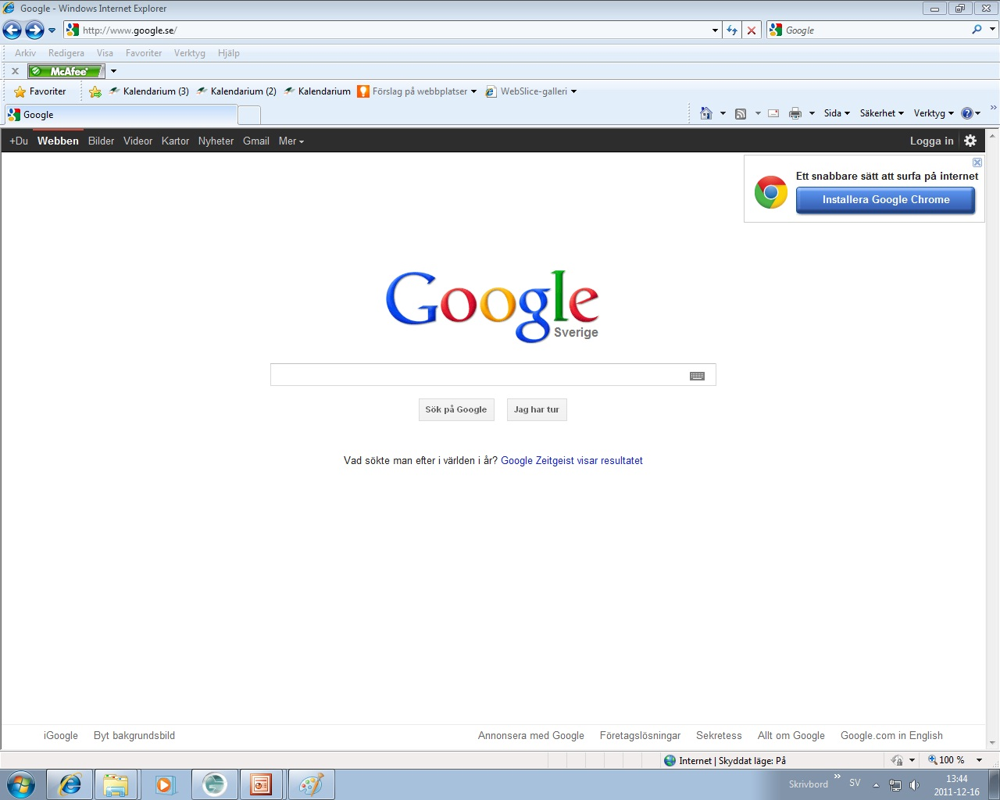 Google - Windows Internet Explorer
http://www.google.se/
Google
Arkiv Redigera Visa Favoriter Verktyg Hjälp
McAfee
Favoriter Kalendarium (3) Kalendarium (2) Kalendarium Förslag på webbplatser WebSlice-galleri
Google
Sida Säkerhet Verktyg
+Du Webben Bilder Videor Kartor Nyheter Gmail Mer
Logga in
Ett snabbare sätt att surfa på internet
Installera Google Chrome
Google
Sverige
Sök på Google Jag har tur
Vad sökte man efter i världen i år? Google Zeitgeist visar resultatet
iGoogle Byt bakgrundsbild Annonsera med Google Företagslösningar Sekretess Allt om Google Google.com in English
Internet | Skyddat läge: På
100 %
Skrivbord SV
13:44
2011-12-16